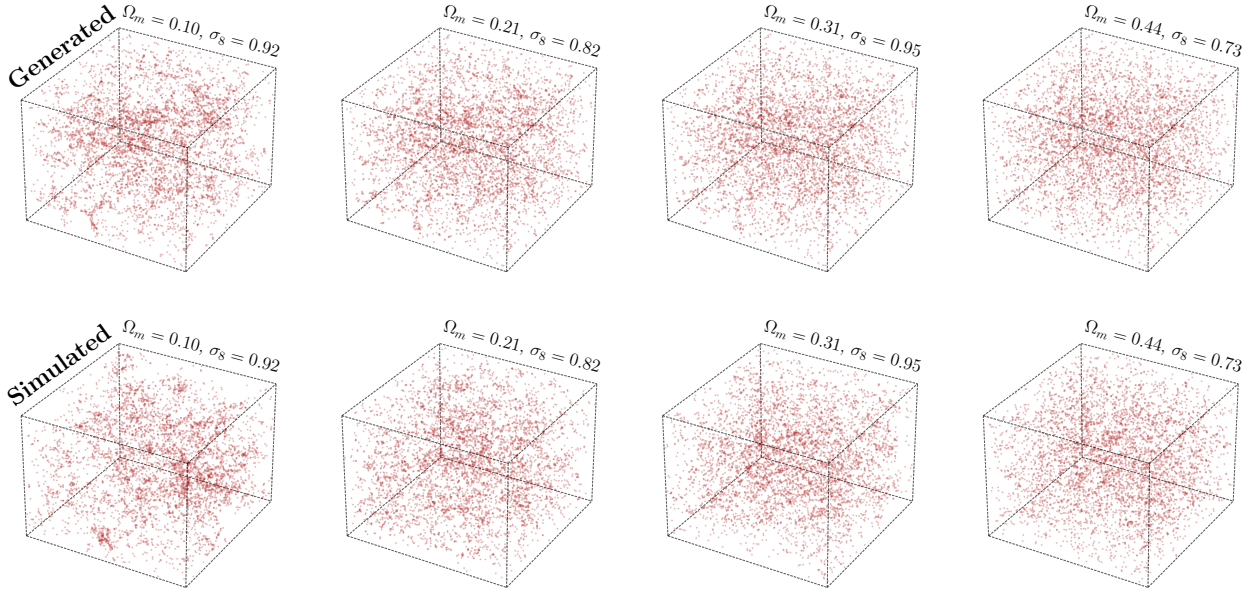 Generated
Ωₘ = 0.10, σ₈ = 0.92
Ωₘ = 0.21, σ₈ = 0.82
Ωₘ = 0.31, σ₈ = 0.95
Ωₘ = 0.44, σ₈ = 0.73
Simulated
Ωₘ = 0.10, σ₈ = 0.92
Ωₘ = 0.21, σ₈ = 0.82
Ωₘ = 0.31, σ₈ = 0.95
Ωₘ = 0.44, σ₈ = 0.73